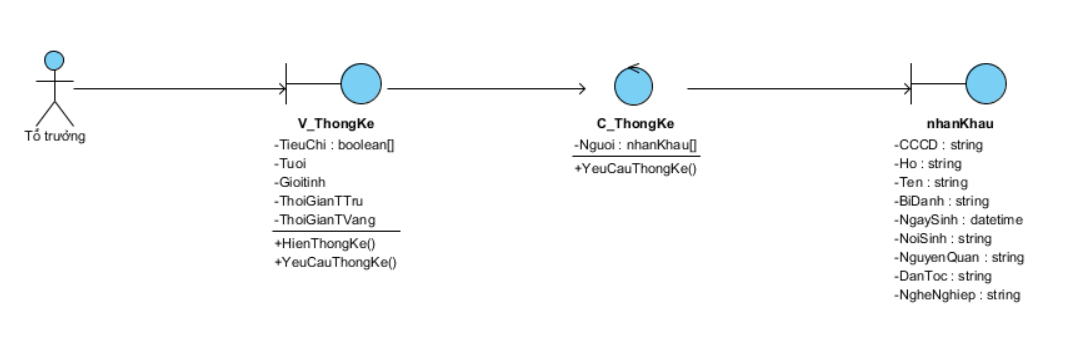 Tổ trưởng
V_ThongKe
-TieuChi : boolean[]
-Tuoi
-Gioitinh
-ThoiGianTTru
-ThoiGianTVang
+HienThongKe()
+YeuCauThongKe()
C_ThongKe
-Nguoi : nhanKhau[]
+YeuCauThongKe()
nhanKhau
-CCCD : string
-Ho : string
-Ten : string
-BiDanh : string
-NgaySinh : datetime
-NoiSinh : string
-NguyenQuan : string
-DanToc : string
-NgheNghiep : string